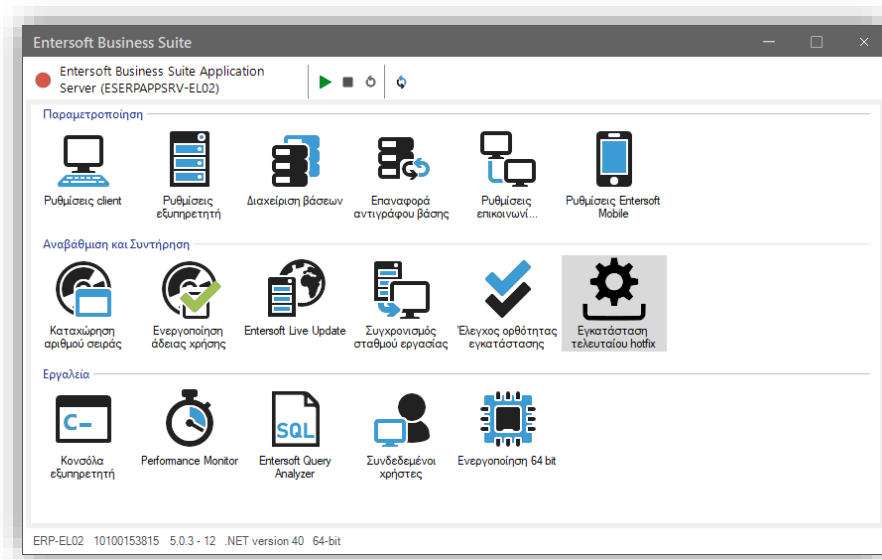 Entersoft Business Suite
Entersoft Business Suite Application
Server (ESERPAPPSRV-EL02)
Παραμετροποίηση
Ρυθμίσεις client
Ρυθμίσεις
εξυπηρετητή
Διαχείριση βάσεων
Επαναφορά
αντιγράφου βάσης
Ρυθμίσεις
επικοινωνί...
Ρυθμίσεις Entersoft
Mobile
Αναβάθμιση και Συντήρηση
Καταχώρηση
αριθμού σειράς
Ενεργοποίηση
άδειας χρήσης
Entersoft Live Update
Συγχρονισμός
σταθμού εργασίας
Έλεγχος ορθότητας
εγκατάστασης
Εγκατάσταση
τελευταίου hotfix
Εργαλεία
C-
Κονσόλα
εξυπηρετητή
Performance Monitor
SQL
Entersoft Query
Analyzer
Συνδεδεμένοι
χρήστες
Ενεργοποίηση 64 bit
ERP-EL02 10100153815 5.0.3 - 12 .NET version 40 64-bit